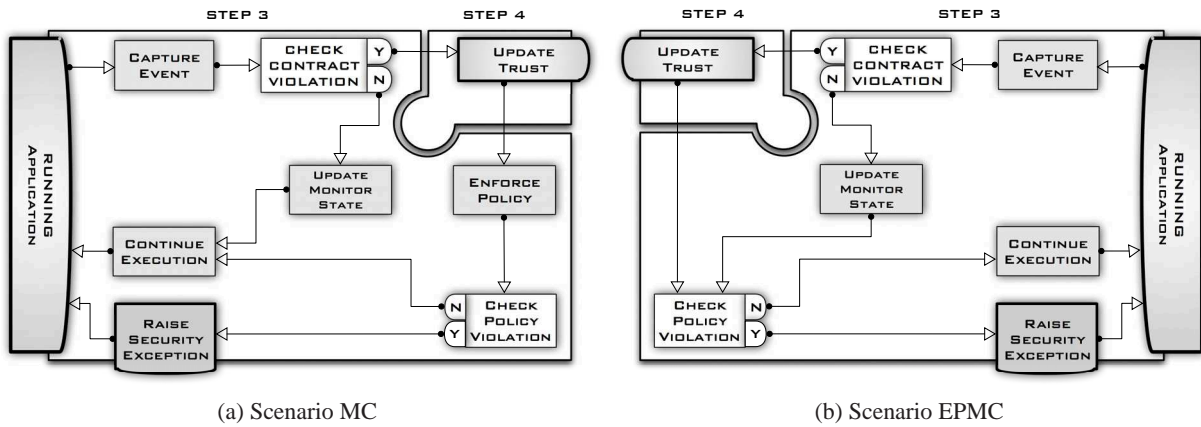 STEP 3
STEP 4
RUNNING
APPLICATION
CAPTURE
EVENT
CHECK
CONTRACT
VIOLATION
Y
N
UPDATE
TRUST
UPDATE
MONITOR
STATE
ENFORCE
POLICY
CONTINUE
EXECUTION
N
Y
CHECK
POLICY
VIOLATION
RAISE
SECURITY
EXCEPTION
(a) Scenario MC
STEP 4
STEP 3
UPDATE
TRUST
Y
N
CHECK
CONTRACT
VIOLATION
CAPTURE
EVENT
RUNNING
APPLICATION
UPDATE
MONITOR
STATE
CONTINUE
EXECUTION
CHECK
POLICY
VIOLATION
N
Y
RAISE
SECURITY
EXCEPTION
(b) Scenario EPMC